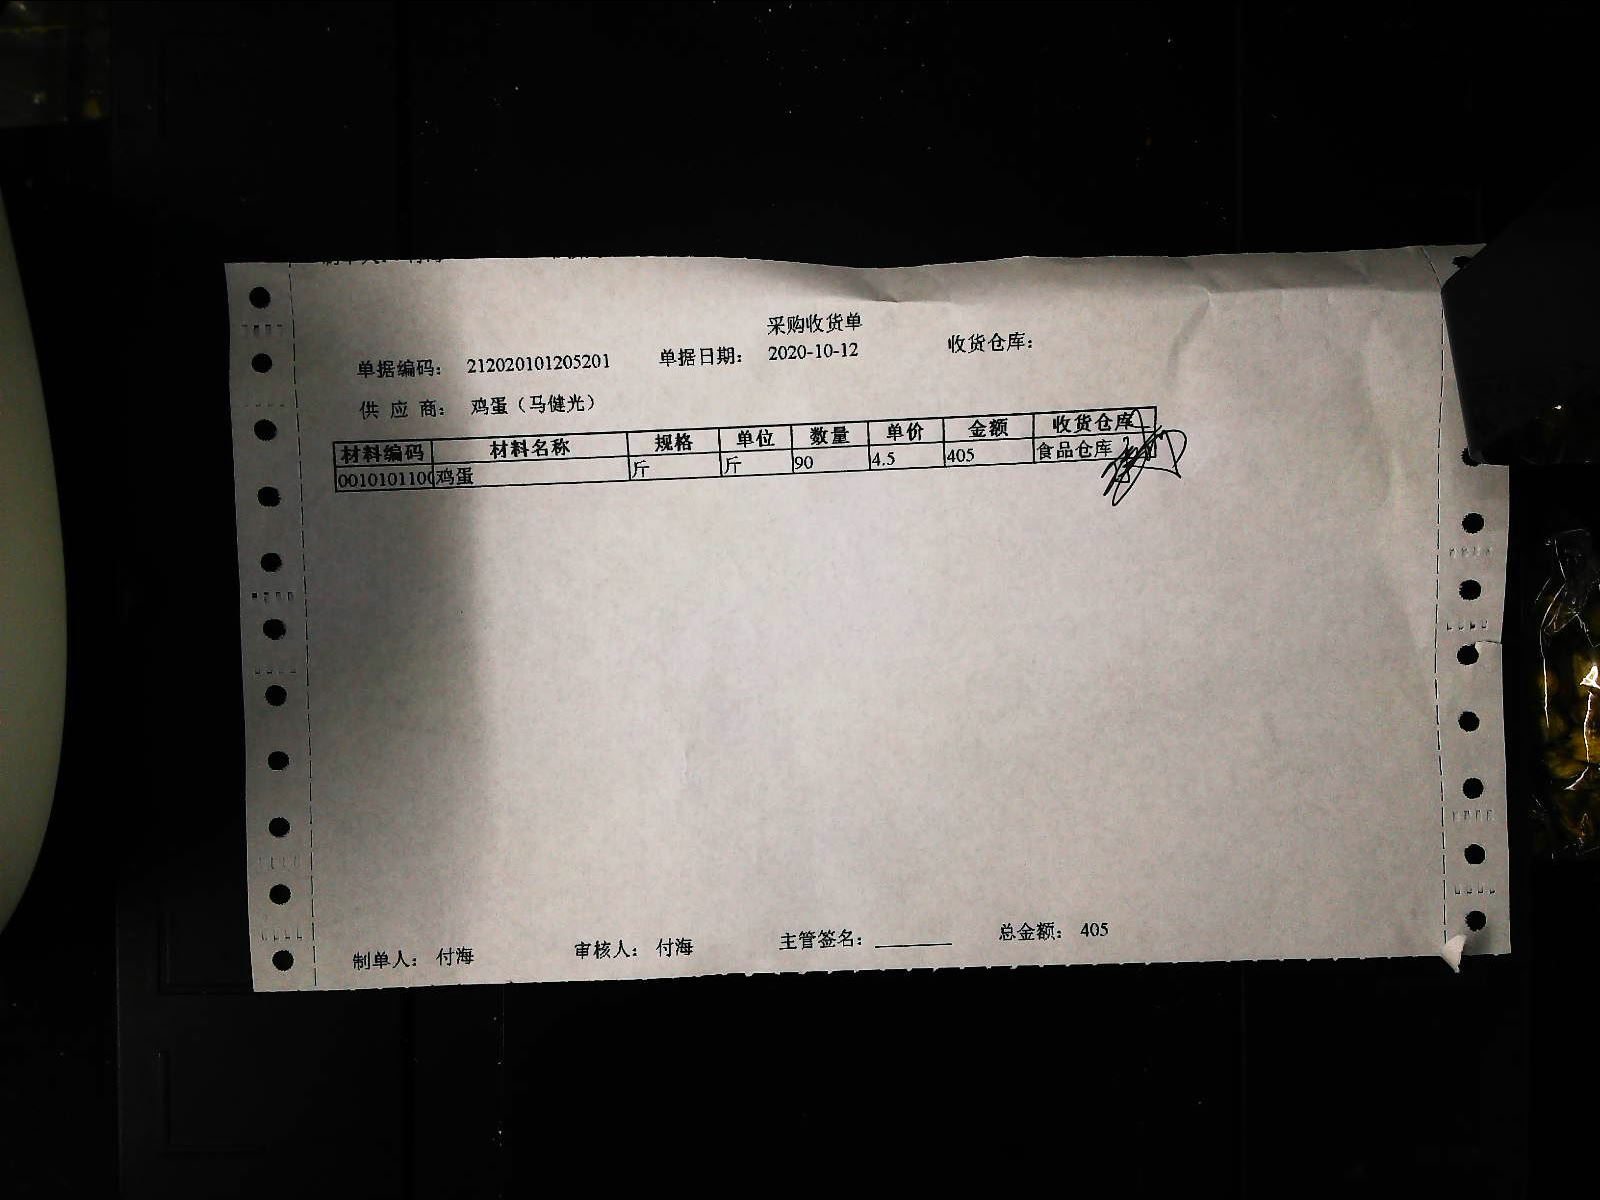 采购收货单
单据编码： 212020101205201 单据日期： 2020-10-12 收货仓库：
供 应 商： 鸡蛋（马健光）
材料编码 材料名称 规格 单位 数量 单价 金额 收货仓库
0010101100 鸡蛋 斤 斤 90 4.5 405 食品仓库
制单人： 付海 审核人： 付海 主管签名： 总金额： 405